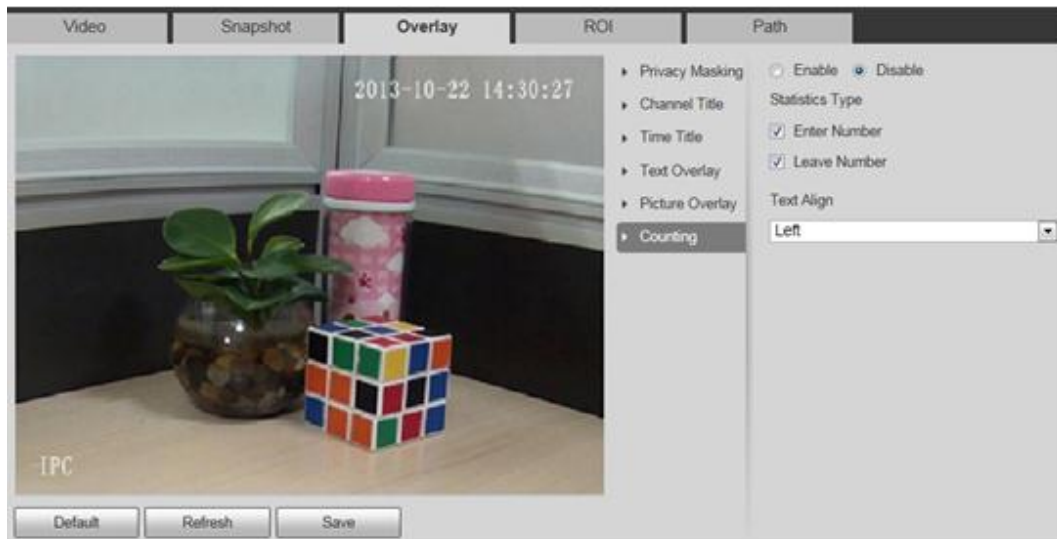 Video Snapshot Overlay ROI Path
2013-10-22 14:30:27
IPC
Privacy Masking
Channel Title
Time Title
Text Overlay
Picture Overlay
Counting
Enable Disable
Statistics Type
Enter Number
Leave Number
Text Align
Left
Default Refresh Save